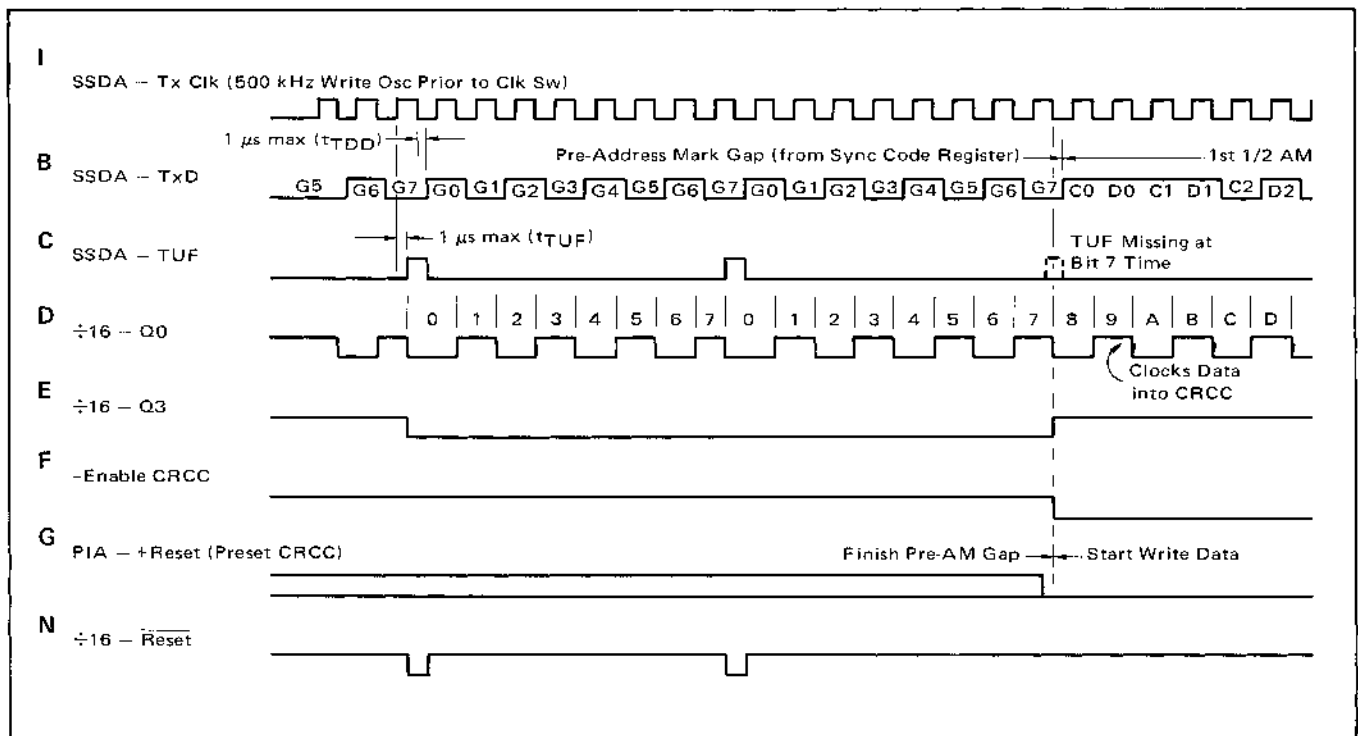 I
SSDA – Tx Clk (500 kHz Write Osc Prior to Clk Sw)
1 μs max (tTDD)
Pre-Address Mark Gap (from Sync Code Register)
1st 1/2 AM
B
SSDA – TxD
G5 G6 G7 G0 G1 G2 G3 G4 G5 G6 G7 G0 G1 G2 G3 G4 G5 G6 G7 C0 D0 C1 D1 C2 D2
C
SSDA – TUF
1 μs max (tTUF)
TUF Missing at
Bit 7 Time
D
÷16 – Q0
0 1 2 3 4 5 6 7 0 1 2 3 4 5 6 7 8 9 A B C D
Clocks Data
into CRCC
E
÷16 – Q3
F
-Enable CRCC
G
PIA – +Reset (Preset CRCC)
Finish Pre-AM Gap
Start Write Data
N
÷16 – R̅e̅s̅e̅t̅